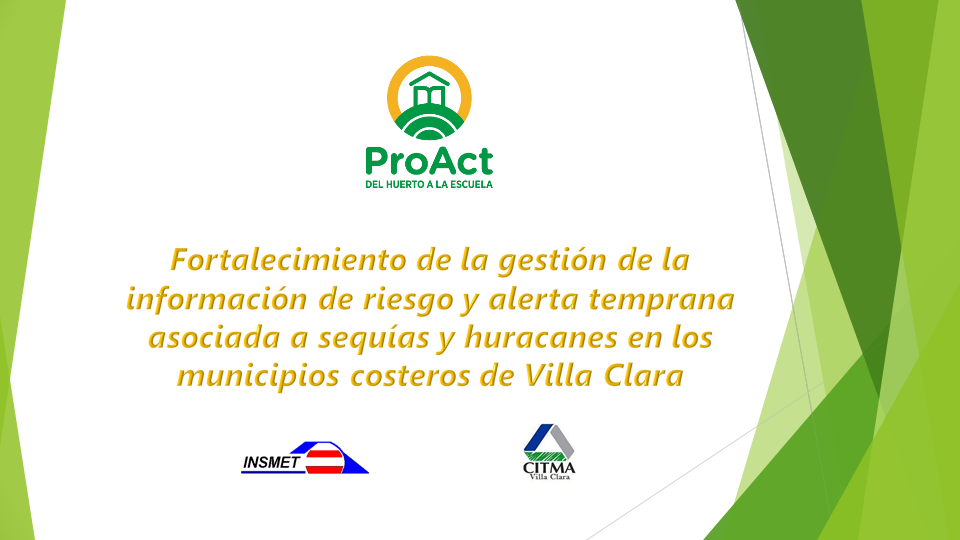 ProAct
DEL HUERTO A LA ESCUELA
Fortalecimiento de la gestión de la
información de riesgo y alerta temprana
asociada a sequías y huracanes en los
municipios costeros de Villa Clara
INSMET
CITMA
Villa Clara